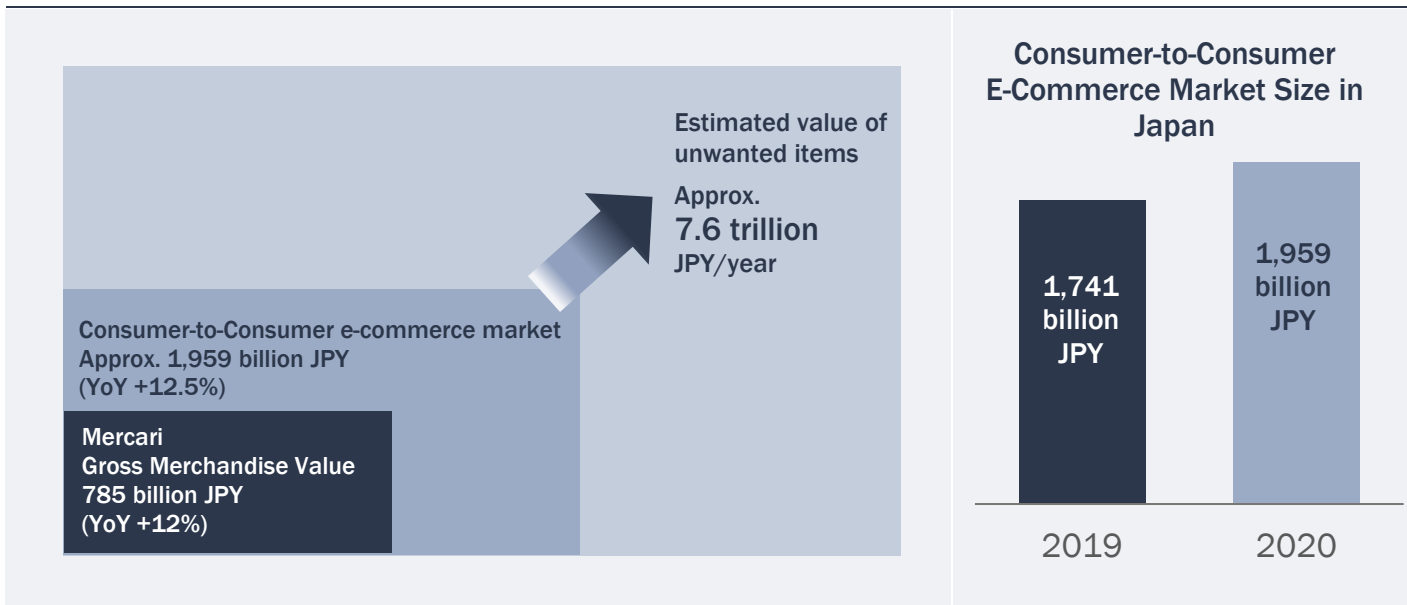 Estimated value of
unwanted items
Approx.
7.6 trillion
JPY/year
Consumer-to-Consumer e-commerce market
Approx. 1,959 billion JPY
(YoY +12.5%)
Mercari
Gross Merchandise Value
785 billion JPY
(YoY +12%)
Consumer-to-Consumer
E-Commerce Market Size in
Japan
1,741
billion
JPY
1,959
billion
JPY
2019
2020